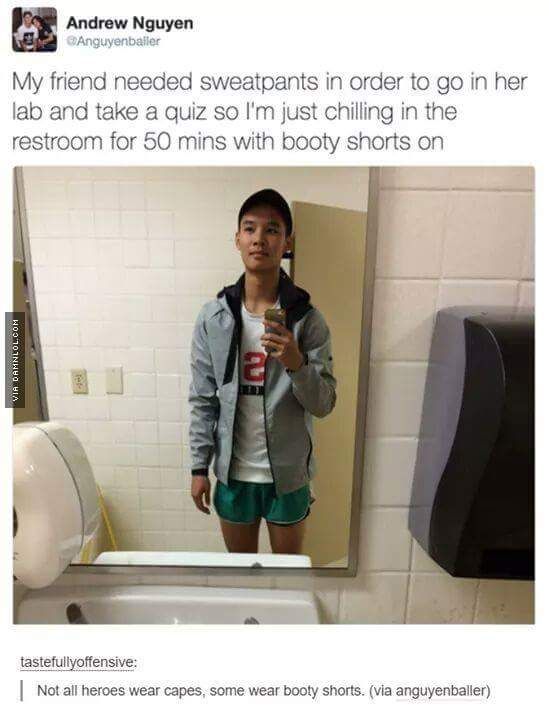 Andrew Nguyen
@Anguyenballer
My friend needed sweatpants in order to go in her
lab and take a quiz so I'm just chilling in the
restroom for 50 mins with booty shorts on
VIA DAMNLOL.COM
2
tastefullyoffensive:
Not all heroes wear capes, some wear booty shorts. (via anguyenballer)